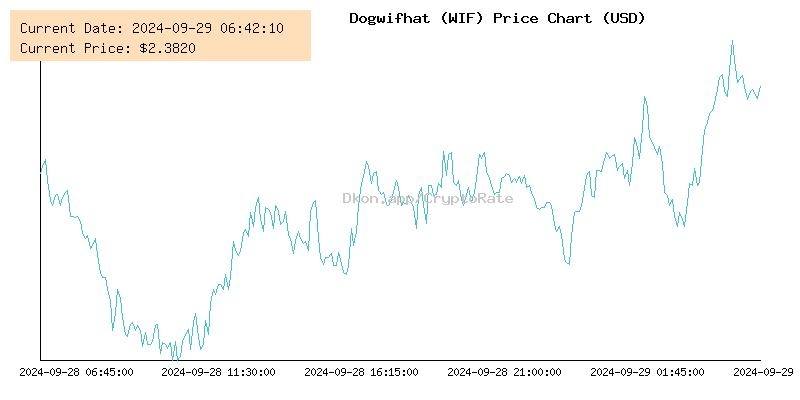 Dogwifhat (WIF) Price Chart (USD)
Current Date: 2024-09-29 06:42:10
Current Price: $2.3820
Dkon.app/CryptoRate
2024-09-28 06:45:00 2024-09-28 11:30:00 2024-09-28 16:15:00 2024-09-28 21:00:00 2024-09-29 01:45:00 2024-09-29